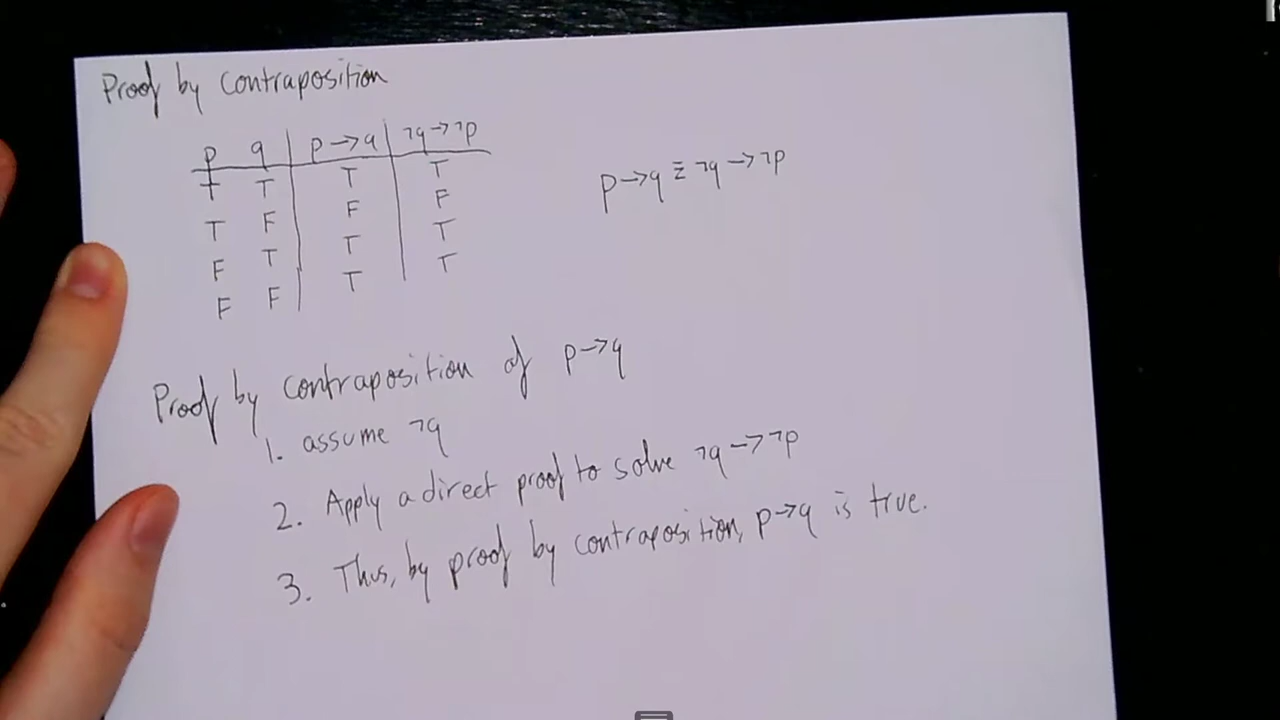 Proof by Contraposition
p q p → q ¬q → ¬p
T T T T
T F F F
F T T T
F F T T
p → q ≡ ¬q → ¬p
Proof by contraposition of p → q
1. assume ¬q
2. Apply a direct proof to solve ¬q → ¬p
3. Thus, by proof by contraposition, p → q is true.